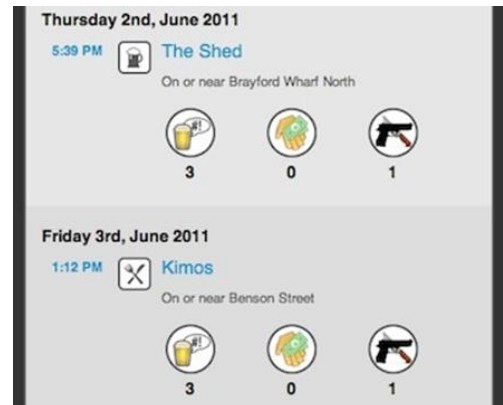 Thursday 2nd, June 2011
5:39 PM The Shed
On or near Brayford Wharf North
#!
3 0 1
Friday 3rd, June 2011
1:12 PM Kimos
On or near Benson Street
#!
3 0 1